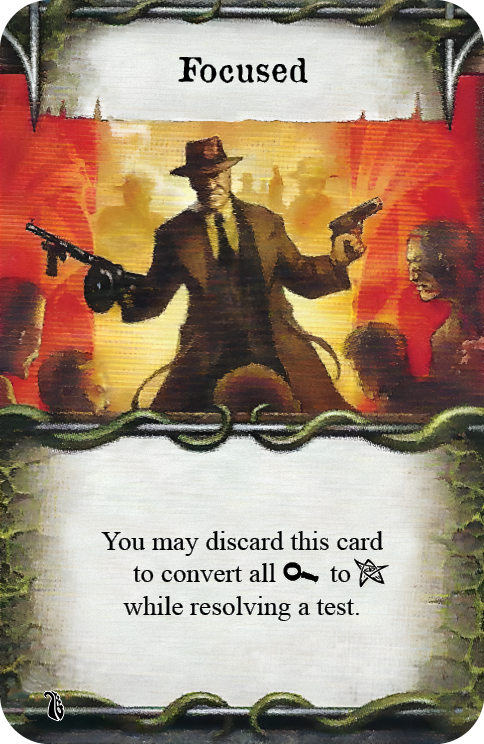 Focused
You may discard this card
to convert all to
while resolving a test.